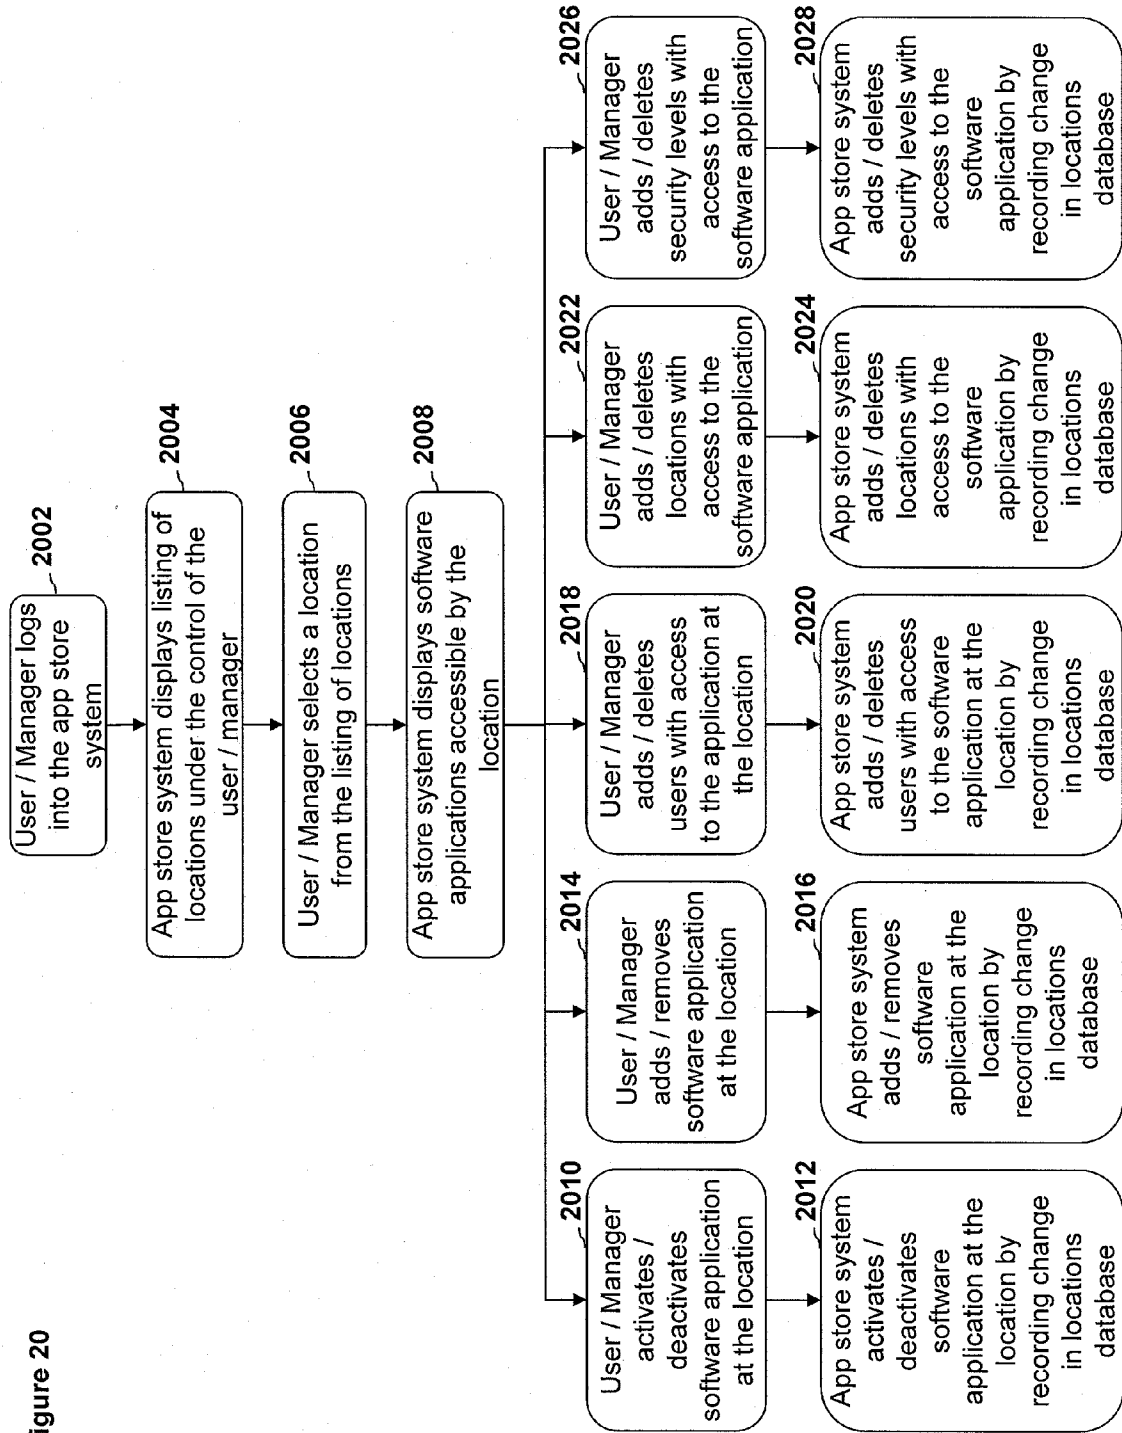 igure 20
User / Manager logs
into the app store
system
2002
App store system displays listing of
locations under the control of the
user / manager
2004
User / Manager selects a location
from the listing of locations
2006
App store system displays software
applications accessible by the
location
2008
User / Manager
activates /
deactivates
software application
at the location
2010
App store system
activates /
deactivates
software
application at the
location by
recording change
in locations
database
2012
User / Manager
adds / removes
software application
at the location
2014
App store system
adds / removes
software
application at the
location by
recording change
in locations
database
2016
User / Manager
adds / deletes
users with access
to the application at
the location
2018
App store system
adds / deletes
users with access
to the software
application at the
location by
recording change
in locations
database
2020
User / Manager
adds / deletes
locations with
access to the
software application
2022
App store system
adds / deletes
locations with
access to the
software
application by
recording change
in locations
database
2024
User / Manager
adds / deletes
security levels with
access to the
software application
2026
App store system
adds / deletes
security levels with
access to the
software
application by
recording change
in locations
database
2028